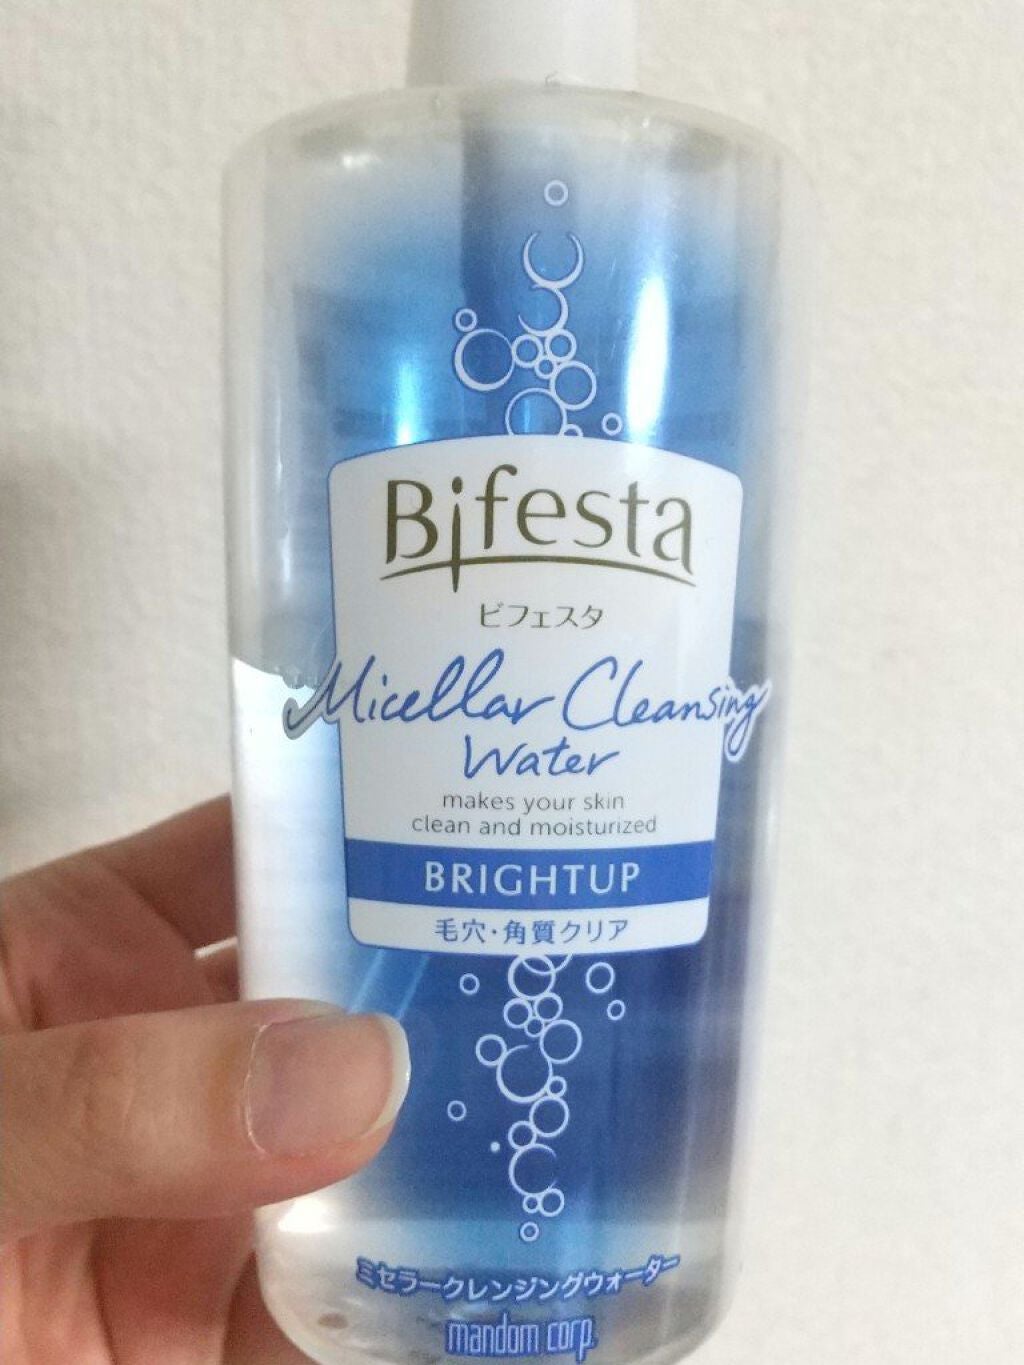 Bifesta
ビフェスタ
Micellar Cleansing
Water
makes your skin
clean and moisturized
BRIGHTUP
毛穴・角質クリア
ミセラークレンジングウォーター
mandom corp.